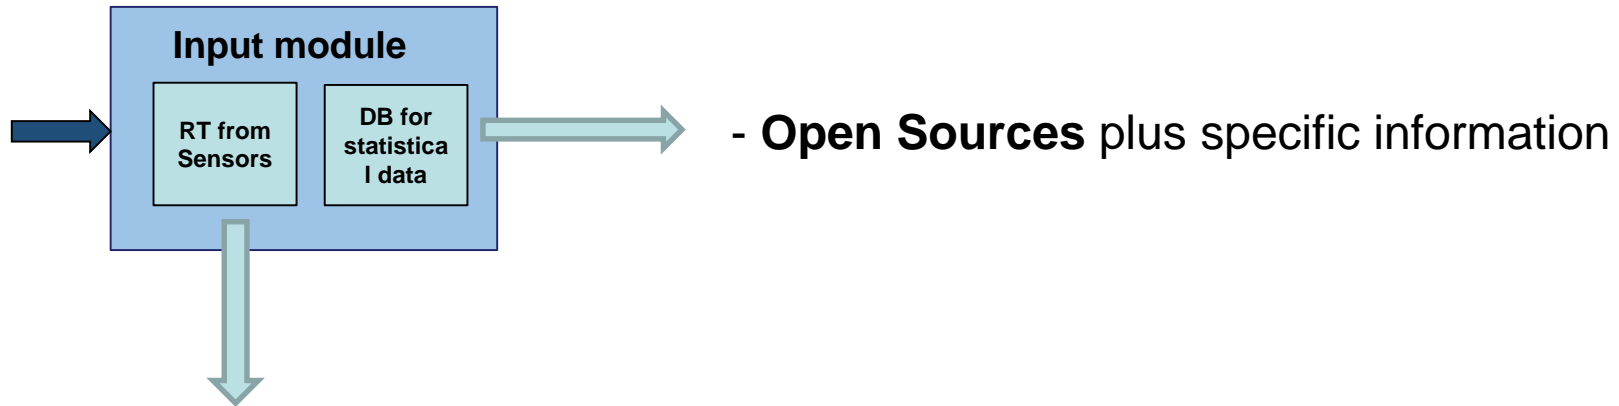 Input module
RT from
Sensors
DB for
statistica
l data
- Open Sources plus specific information